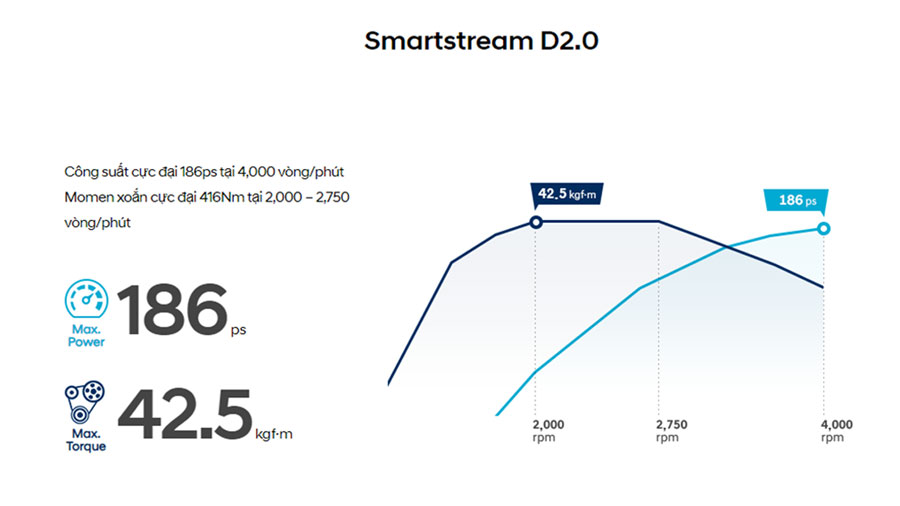 Smartstream D2.0
Công suất cực đại 186ps tại 4,000 vòng/phút
Momen xoắn cực đại 416Nm tại 2,000 – 2,750
vòng/phút
Max.
Power
186 ps
Max.
Torque
42.5 kgf·m
42.5 kgf·m
186 ps
2,000
rpm
2,750
rpm
4,000
rpm